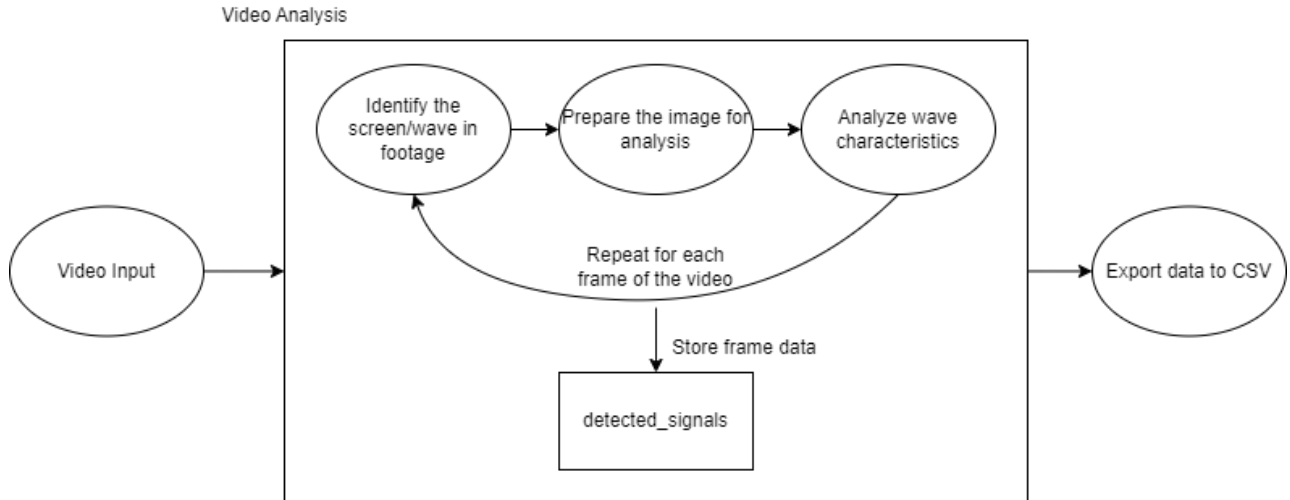 Video Analysis
Identify the
screen/wave in
footage
Prepare the image for
analysis
Analyze wave
characteristics
Video Input
Repeat for each
frame of the video
Export data to CSV
Store frame data
detected_signals